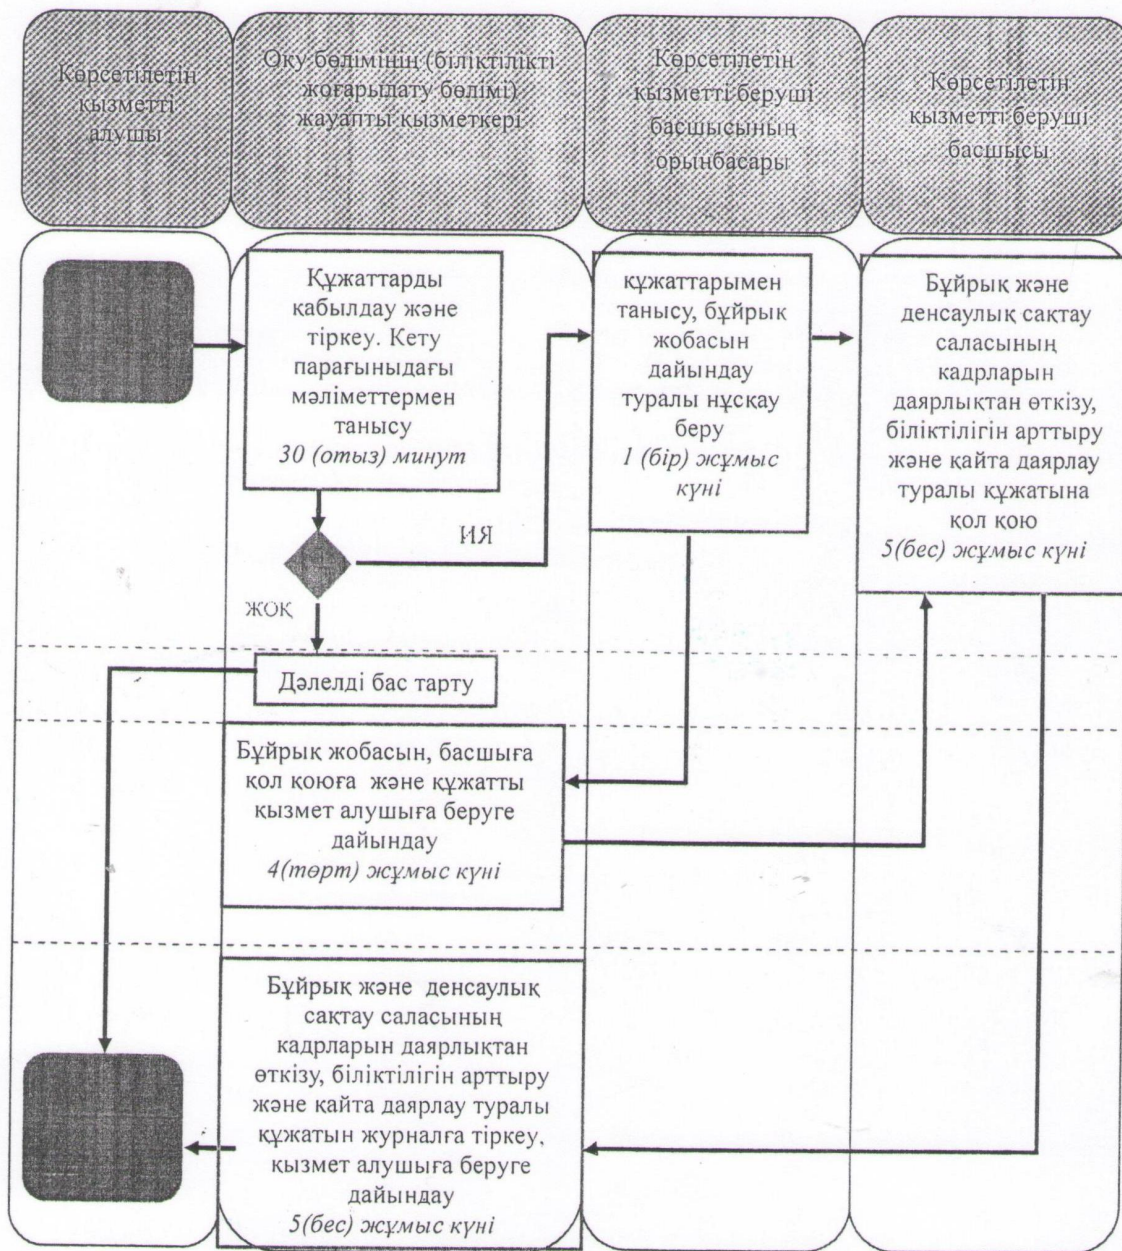 Көрсетілетін
қызметті
алушы
Оқу бөлімінің (біліктілікті
жоғарыдату бөлімі)
жауапты қызметкері
Көрсетілетін
қызметті беруші
басшысының
орынбасары
Көрсетілетін
қызметті беруші
басшысы
Құжаттарды
қабылдау және
тіркеу. Кету
парағыныдағы
мәліметтермен
танысу
30 (отыз) минут
құжаттарымен
танысу, бұйрық
жобасын
дайындау
туралы нұсқау
беру
1 (бір) жұмыс
күні
Бұйрық және
денсаулық сақтау
саласының
кадрларын
даярлықтан өткізу,
біліктілігін арттыру
және қайта даярлау
туралы құжатына
қол қою
5(бес) жұмыс күні
ИЯ
ЖОҚ
Дәлелді бас тарту
Бұйрық жобасын, басшыға
қол қоюға және құжатты
қызмет алушыға беруге
дайындау
4(төрт) жұмыс күні
Бұйрық және денсаулық
сақтау саласының
кадрларын даярлықтан
өткізу, біліктілігін арттыру
және қайта даярлау туралы
құжатын журналға тіркеу,
қызмет алушыға беруге
дайындау
5(бес) жұмыс күні